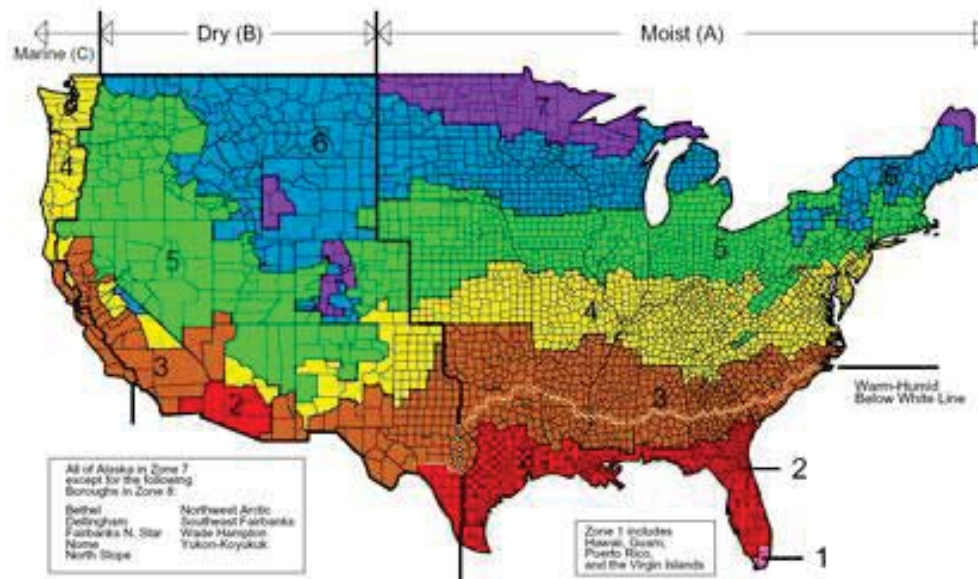 Marine (C)
Dry (B)
Moist (A)
7
6
6
4
5
5
4
3
3
2
Warm-Humid
Below White Line
2
1
All of Alaska in Zone 7
except for the following
Boroughs in Zone 8:
Bethel
Dellingham
Fairbanks N. Star
Nome
North Slope
Northwest Arctic
Southeast Fairbanks
Wade Hampton
Yukon-Koyukuk
Zone 1 includes
Hawaii, Guam,
Puerto Rico,
and the Virgin Islands